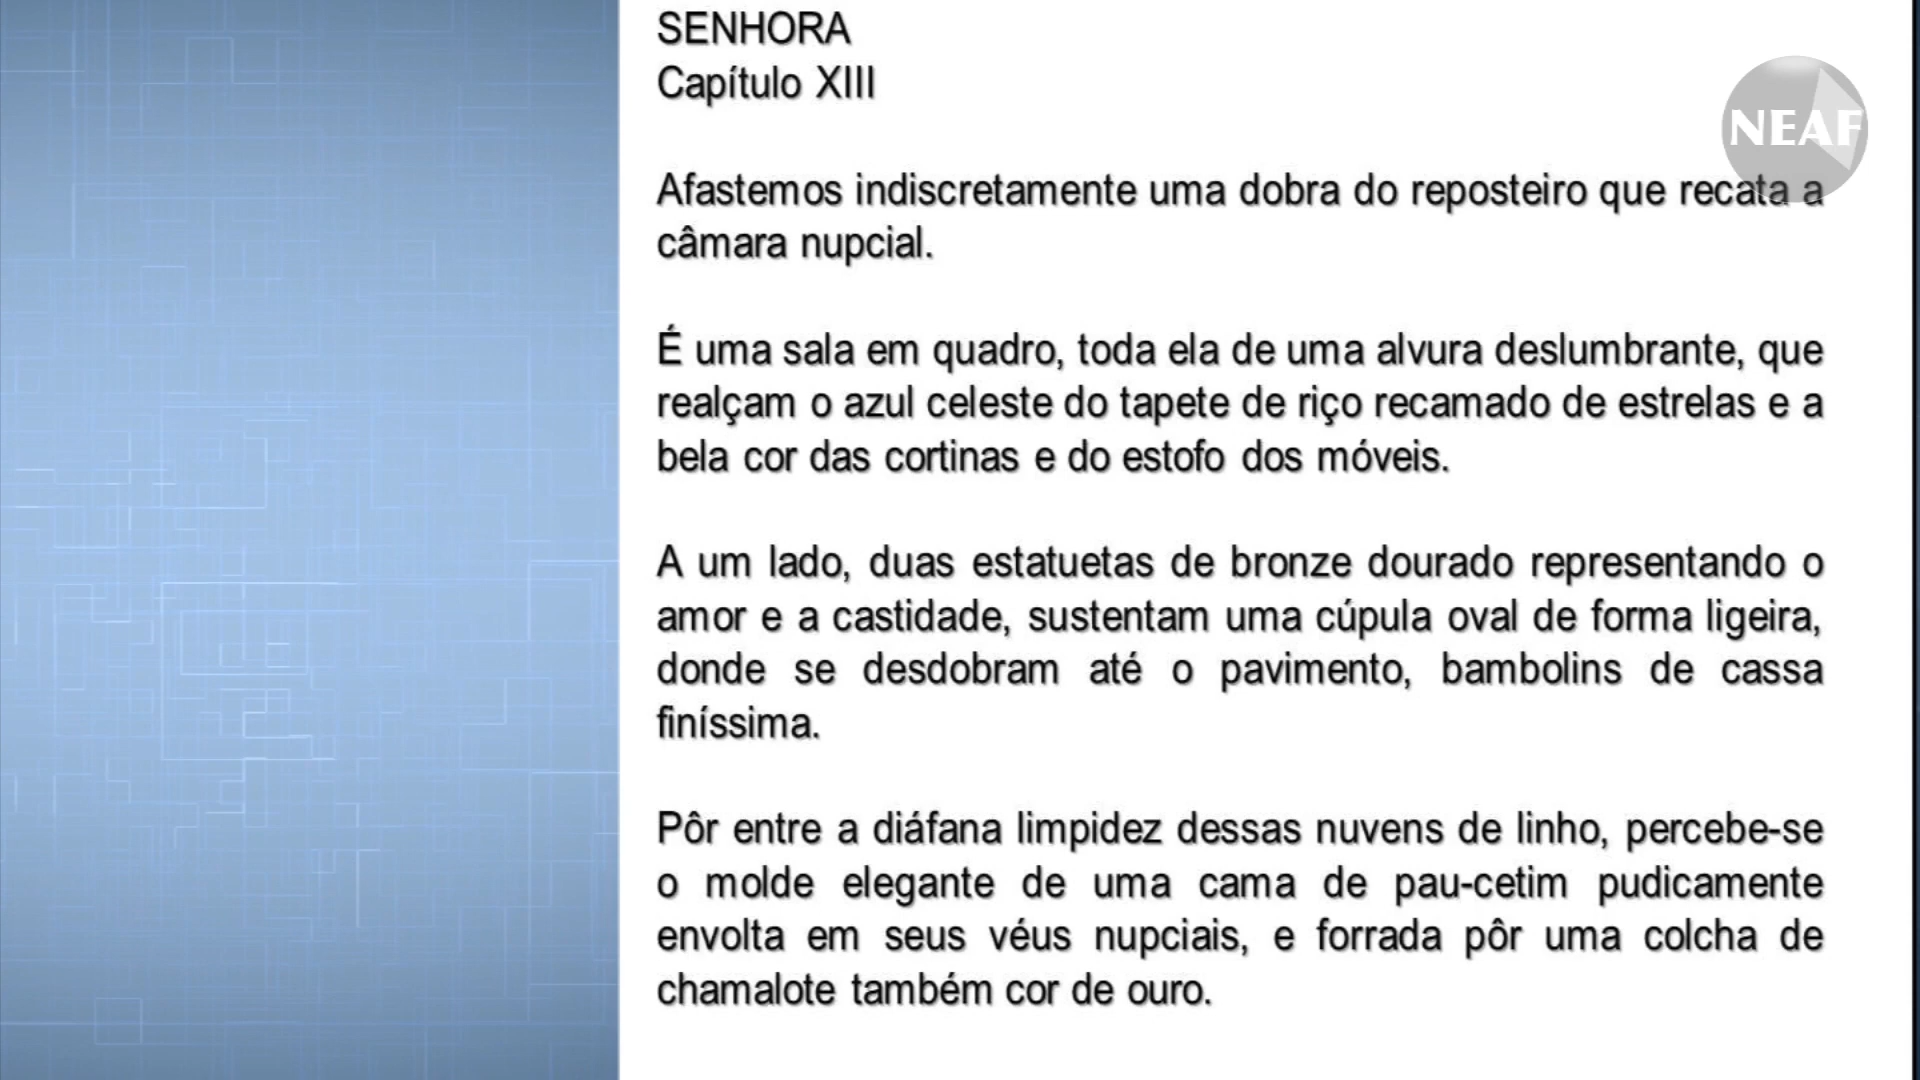 SENHORA
Capítulo XIII
NEAF
Afastemos indiscretamente uma dobra do reposteiro que recata a
câmara nupcial.
É uma sala em quadro, toda ela de uma alvura deslumbrante, que
realçam o azul celeste do tapete de riço recamado de estrelas e a
bela cor das cortinas e do estofo dos móveis.
A um lado, duas estatuetas de bronze dourado representando o
amor e a castidade, sustentam uma cúpula oval de forma ligeira,
donde se desdobram até o pavimento, bambolins de cassa
finíssima.
Pôr entre a diáfana limpidez dessas nuvens de linho, percebe-se
o molde elegante de uma cama de pau-cetim pudicamente
envolta em seus véus nupciais, e forrada pôr uma colcha de
chamalote também cor de ouro.